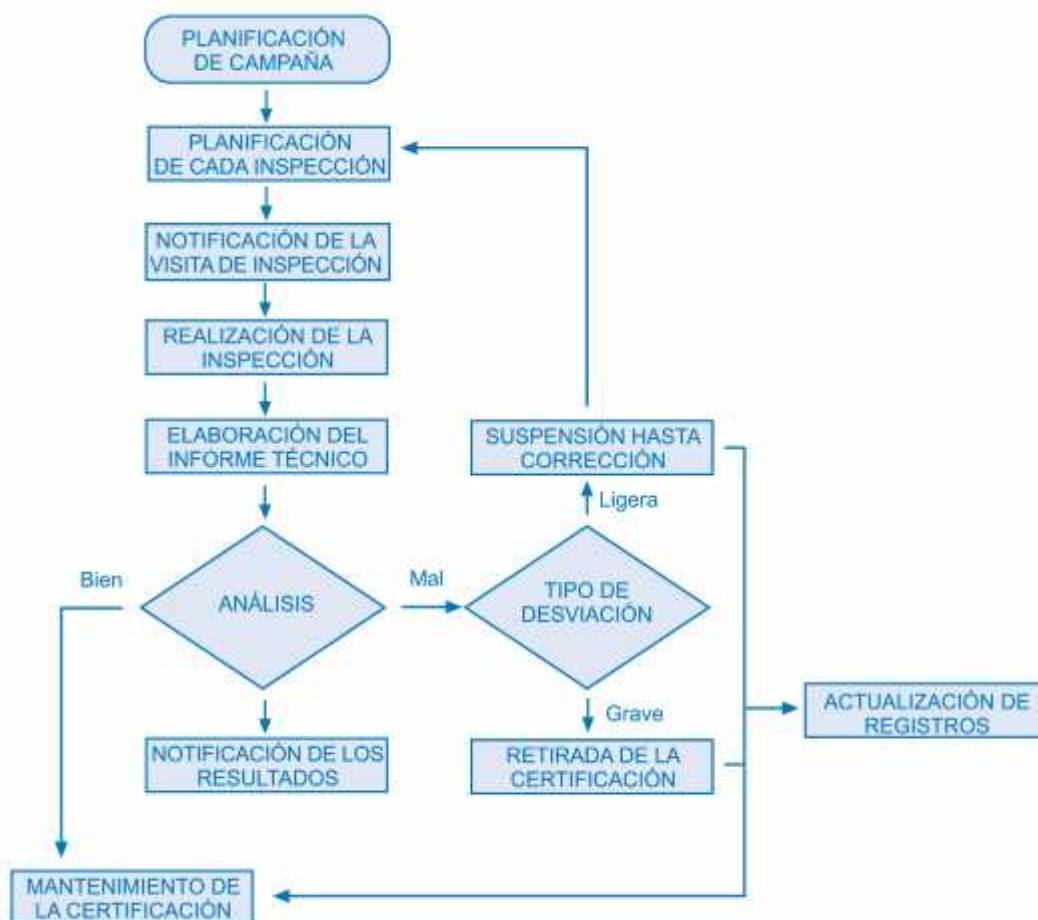 PLANIFICACIÓN
DE CAMPAÑA
PLANIFICACIÓN
DE CADA INSPECCIÓN
NOTIFICACIÓN DE LA
VISITA DE INSPECCIÓN
REALIZACIÓN DE LA
INSPECCIÓN
ELABORACIÓN DEL
INFORME TÉCNICO
SUSPENSIÓN HASTA
CORRECCIÓN
Ligera
Bien
ANÁLISIS
Mal
TIPO DE
DESVIACIÓN
Grave
ACTUALIZACIÓN DE
REGISTROS
NOTIFICACIÓN DE LOS
RESULTADOS
RETIRADA DE LA
CERTIFICACIÓN
MANTENIMIENTO DE
LA CERTIFICACIÓN